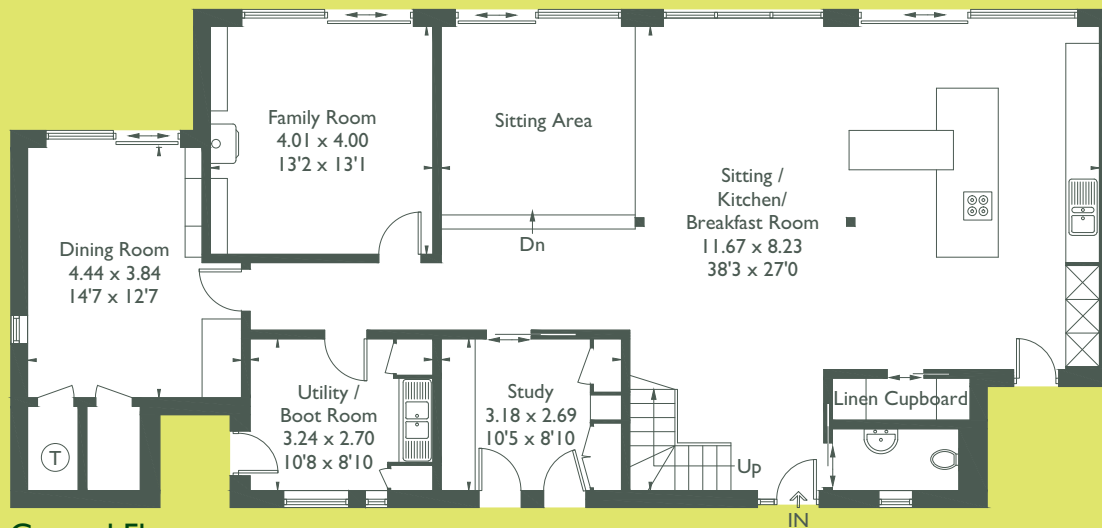 Family Room
4.01 x 4.00
13'2 x 13'1
Sitting Area
Sitting /
Kitchen/
Breakfast Room
11.67 x 8.23
38'3 x 27'0
Dn
Dining Room
4.44 x 3.84
14'7 x 12'7
Utility /
Boot Room
3.24 x 2.70
10'8 x 8'10
Study
3.18 x 2.69
10'5 x 8'10
Linen Cupboard
T
Up
IN